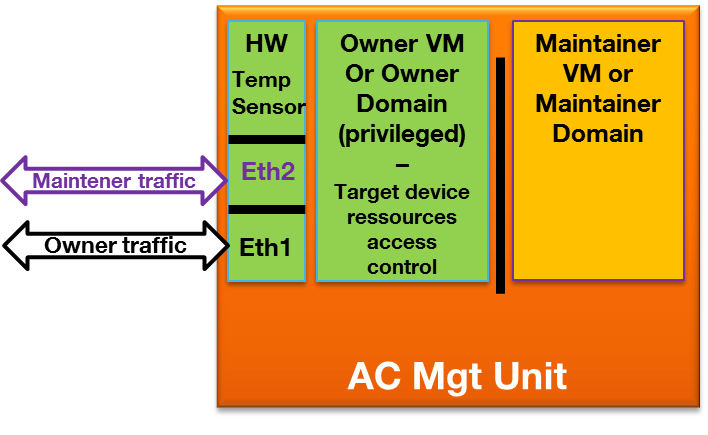 HW
Temp
Sensor
Eth2
Eth1
Maintener traffic
Owner traffic
Owner VM
Or Owner
Domain
(privileged)
–
Target device
ressources
access
control
Maintainer
VM or
Maintainer
Domain
AC Mgt Unit